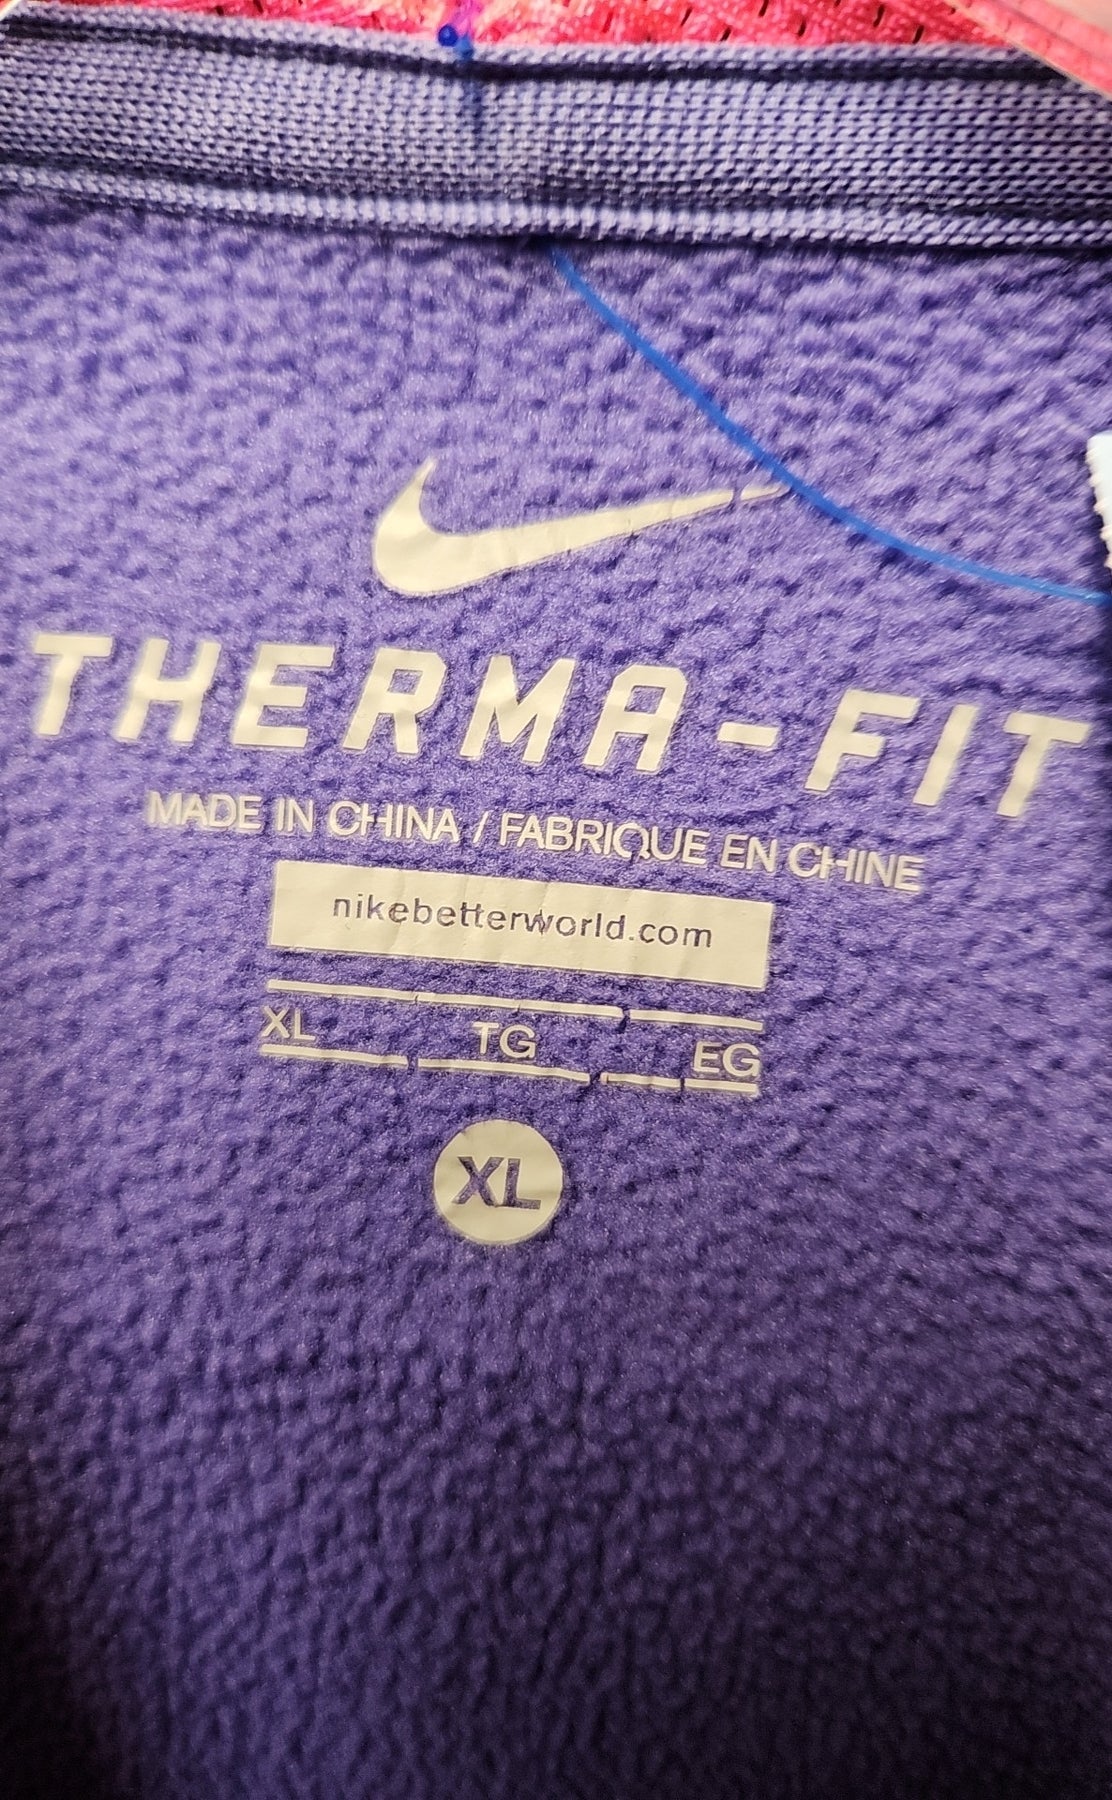 THERMA-FIT
MADE IN CHINA / FABRIQUE EN CHINE
nikebetterworld.com
XL TG EG
XL